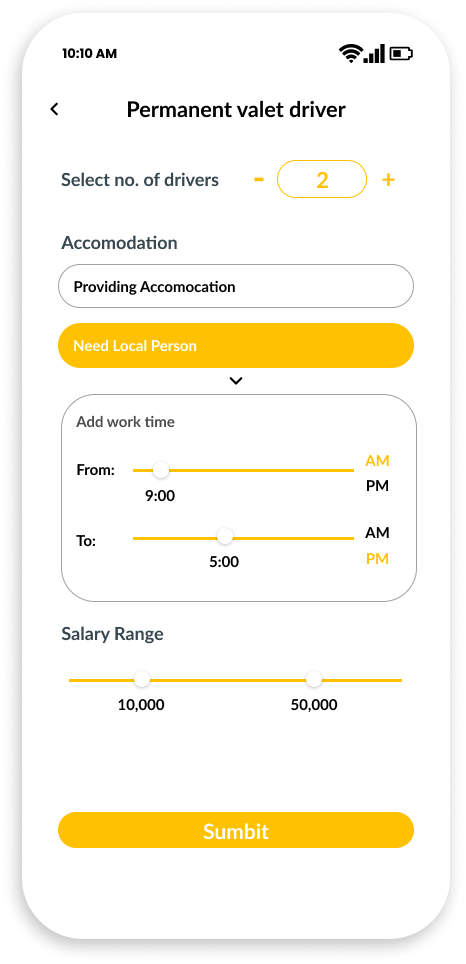 10:10 AM
Permanent valet driver
Select no. of drivers - 2 +
Accomodation
Providing Accomocation
Need Local Person
Add work time
AM
From:
PM
9:00
AM
To:
PM
5:00
Salary Range
10,000 50,000
Sumbit